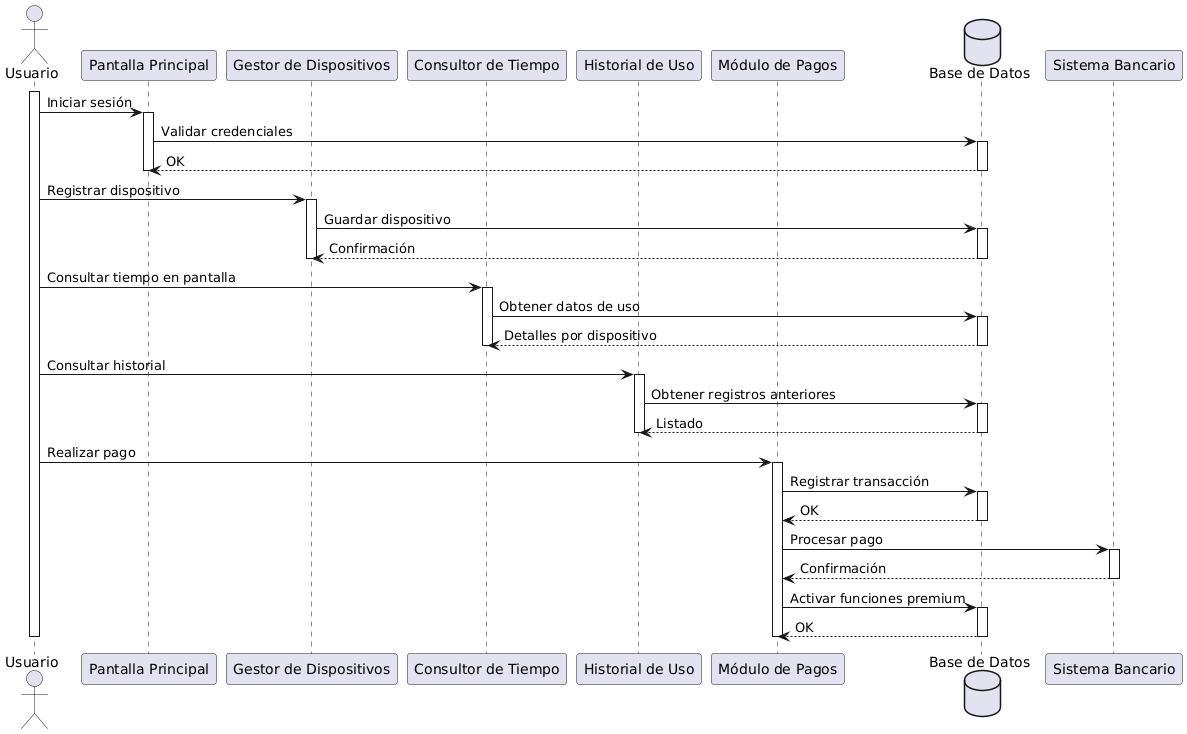 Usuario
Pantalla Principal
Gestor de Dispositivos
Consultor de Tiempo
Historial de Uso
Módulo de Pagos
Base de Datos
Sistema Bancario
Iniciar sesión
Validar credenciales
OK
Registrar dispositivo
Guardar dispositivo
Confirmación
Consultar tiempo en pantalla
Obtener datos de uso
Detalles por dispositivo
Consultar historial
Obtener registros anteriores
Listado
Realizar pago
Registrar transacción
OK
Procesar pago
Confirmación
Activar funciones premium
OK
Usuario
Pantalla Principal
Gestor de Dispositivos
Consultor de Tiempo
Historial de Uso
Módulo de Pagos
Base de Datos
Sistema Bancario